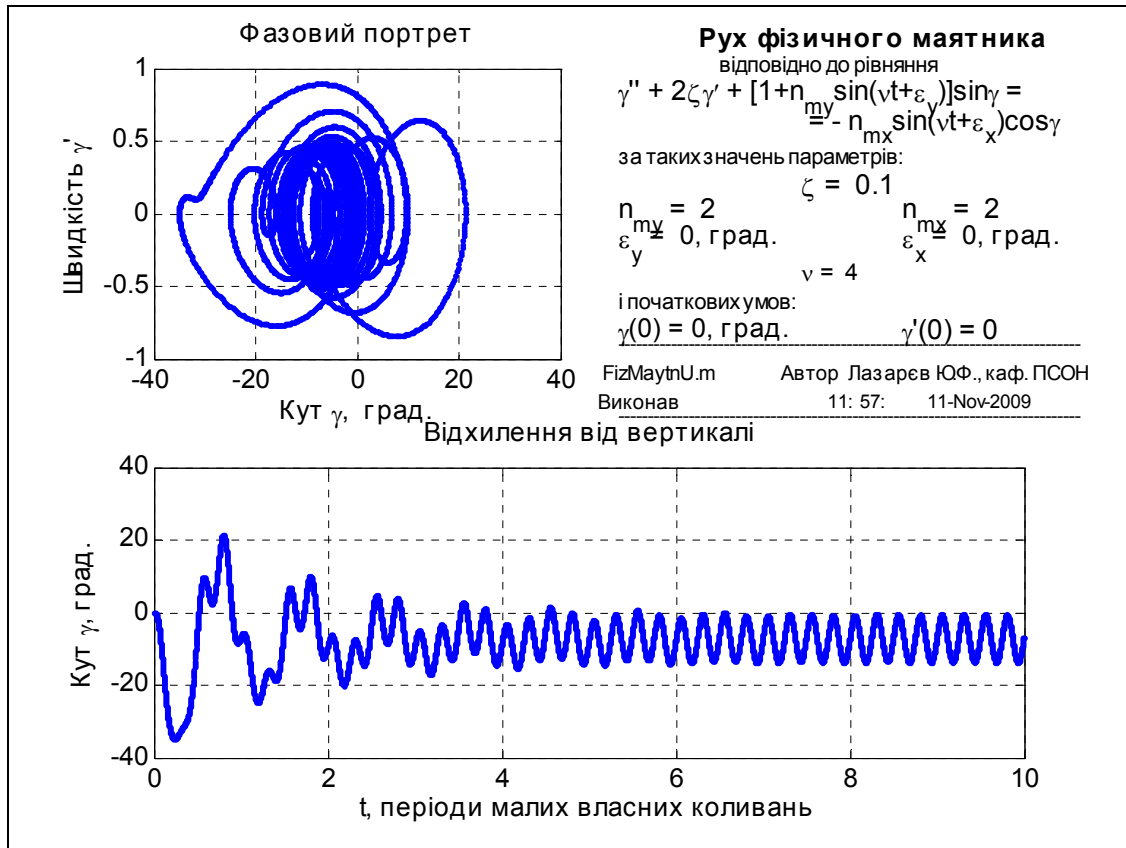 Фазовий портрет
1
0.5
0
-0.5
-1
-40
-20
0
20
40
Швидкість γ'
Кут γ, град.
Рух фізичного маятника
відповідно до рівняння
γ'' + 2ζγ' + [1+n_my sin(νt+ε_y)]sinγ =
= - n_mx sin(νt+ε_x)cosγ
за таких значень параметрів:
ζ = 0.1
n_my = 2 n_mx = 2
ε_y = 0, град. ε_x = 0, град.
ν = 4
і початкових умов:
γ(0) = 0, град. γ'(0) = 0
FizMaytnU.m Автор Лазарєв Ю.Ф., каф. ПСОН
Виконав 11: 57: 11-Nov-2009
Відхилення від вертикалі
40
20
0
-20
-40
0
2
4
6
8
10
Кут γ, град.
t, періоди малих власних коливань